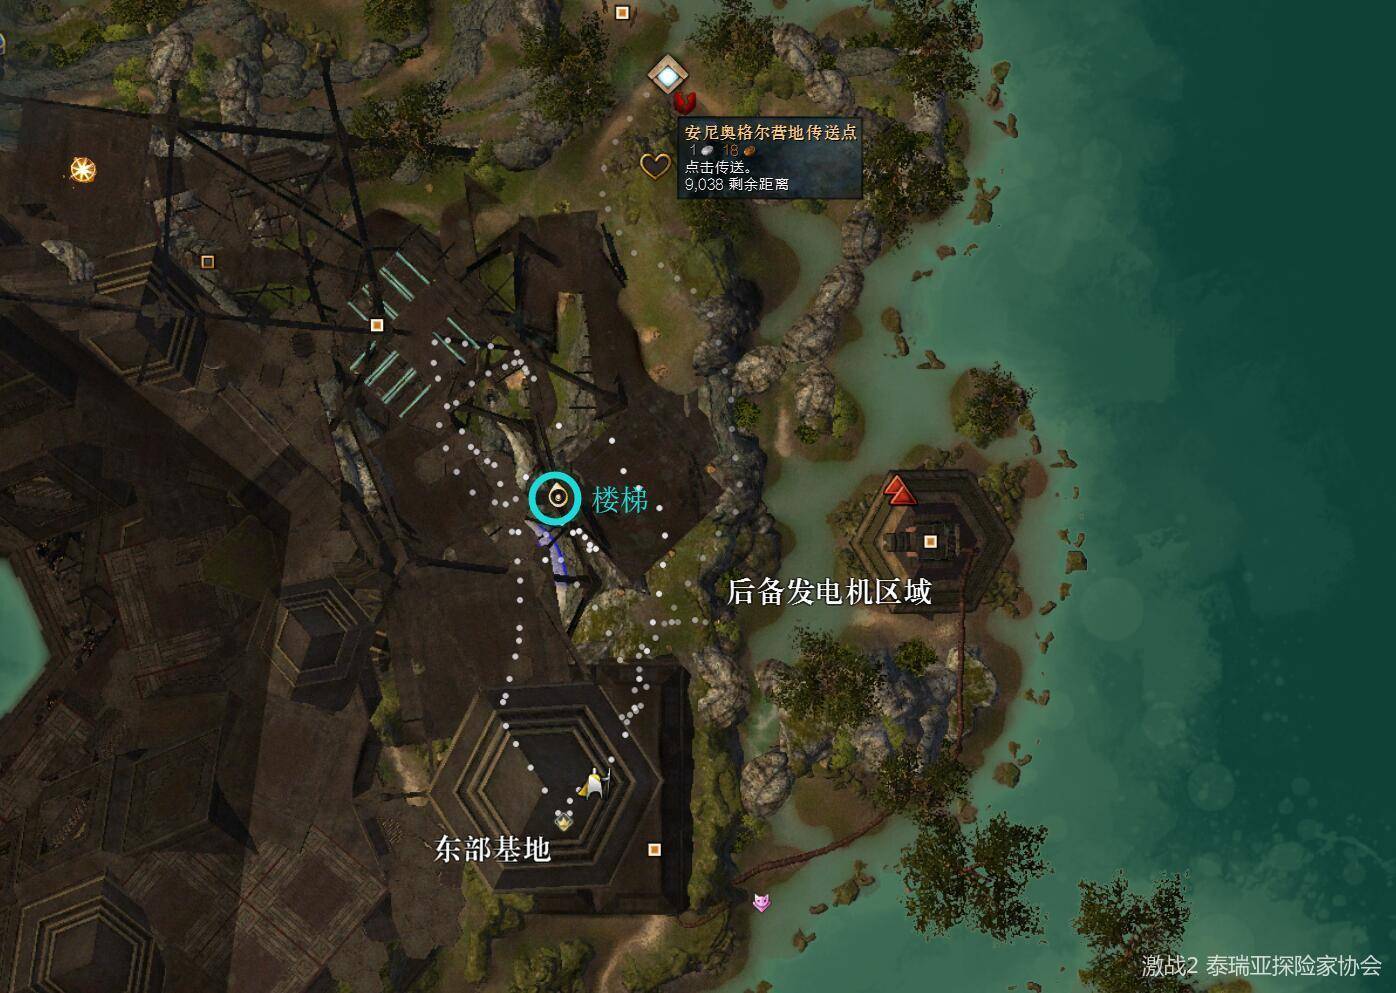 安尼奥格尔营地传送点
1 18
点击传送。
9,038 剩余距离
楼梯
后备发电机区域
东部基地
激战2 泰瑞亚探险家协会